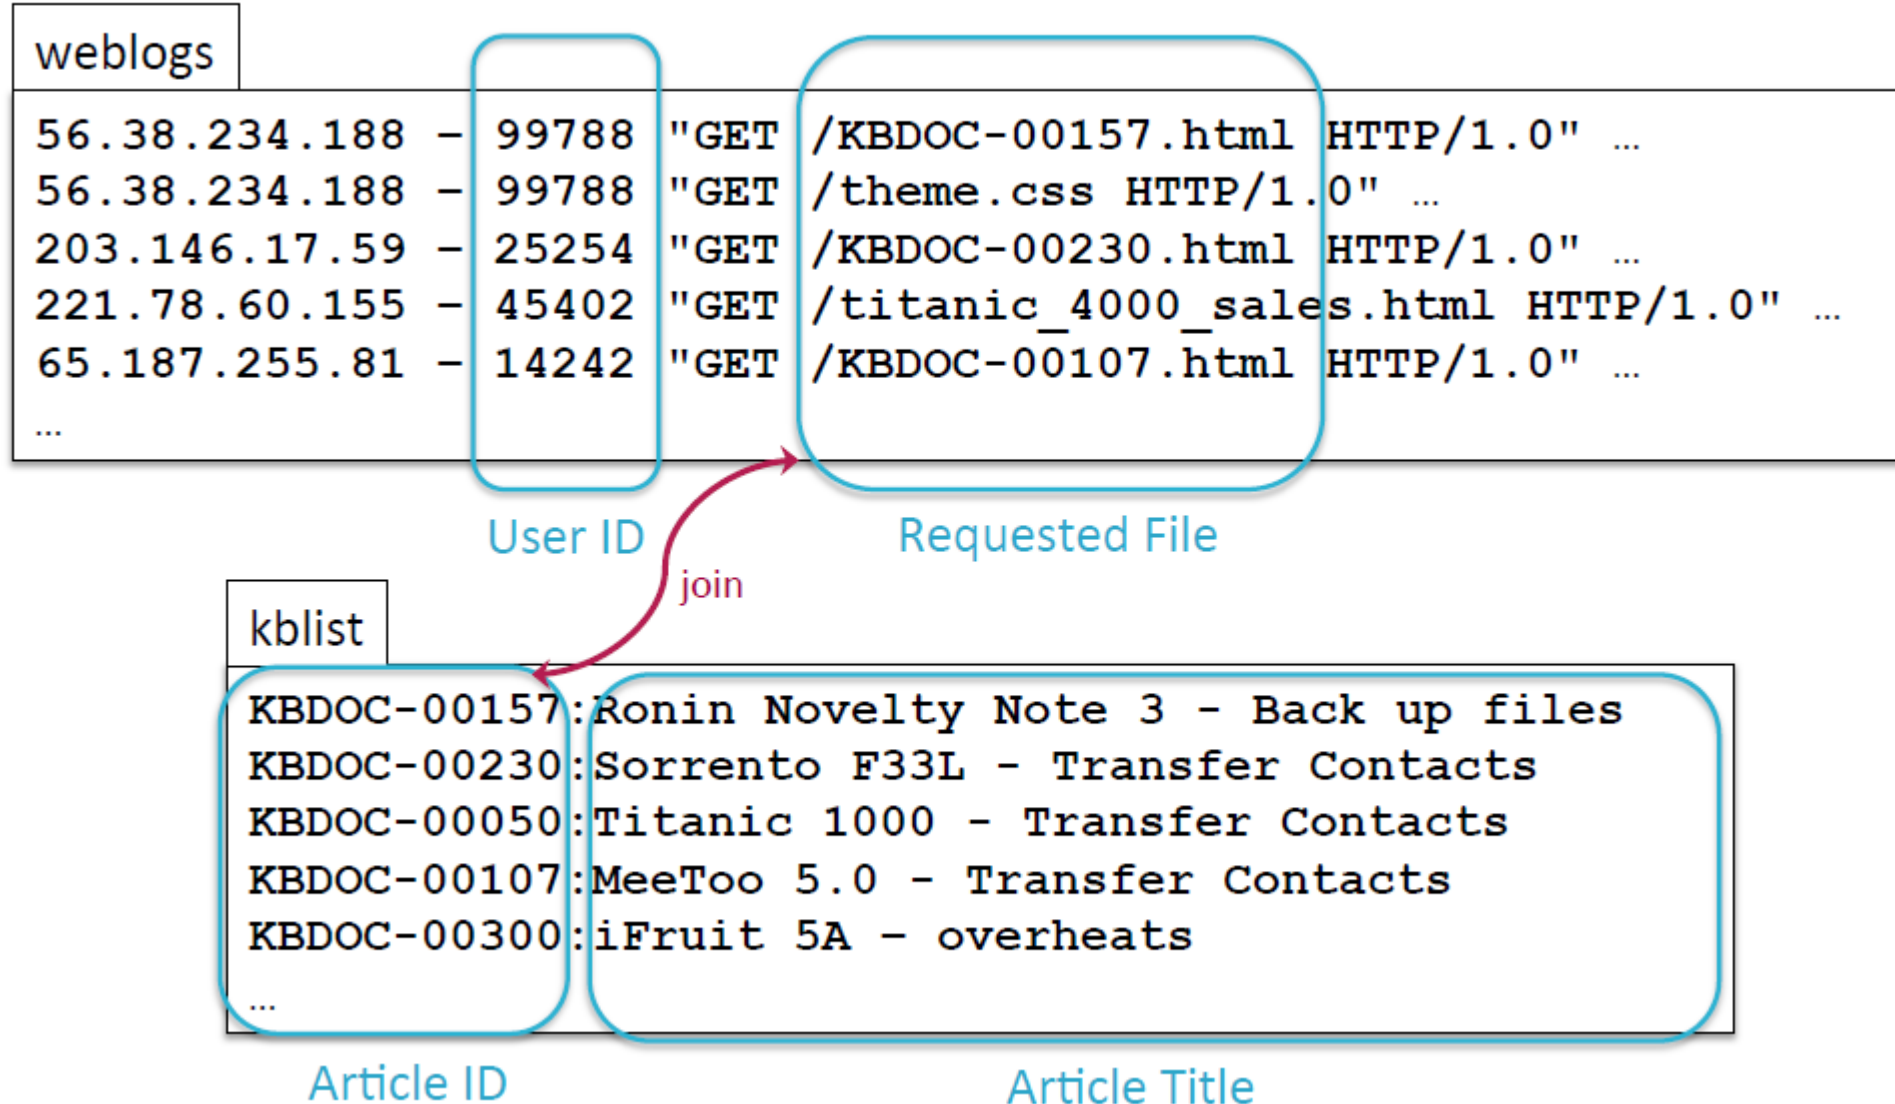 weblogs
56.38.234.188 – 99788 "GET /KBDOC-00157.html HTTP/1.0" …
56.38.234.188 – 99788 "GET /theme.css HTTP/1.0" …
203.146.17.59 – 25254 "GET /KBDOC-00230.html HTTP/1.0" …
221.78.60.155 – 45402 "GET /titanic_4000_sales.html HTTP/1.0" …
65.187.255.81 – 14242 "GET /KBDOC-00107.html HTTP/1.0" …
…
User ID
Requested File
join
kblist
KBDOC-00157:Ronin Novelty Note 3 - Back up files
KBDOC-00230:Sorrento F33L - Transfer Contacts
KBDOC-00050:Titanic 1000 - Transfer Contacts
KBDOC-00107:MeeToo 5.0 - Transfer Contacts
KBDOC-00300:iFruit 5A – overheats
…
Article ID
Article Title